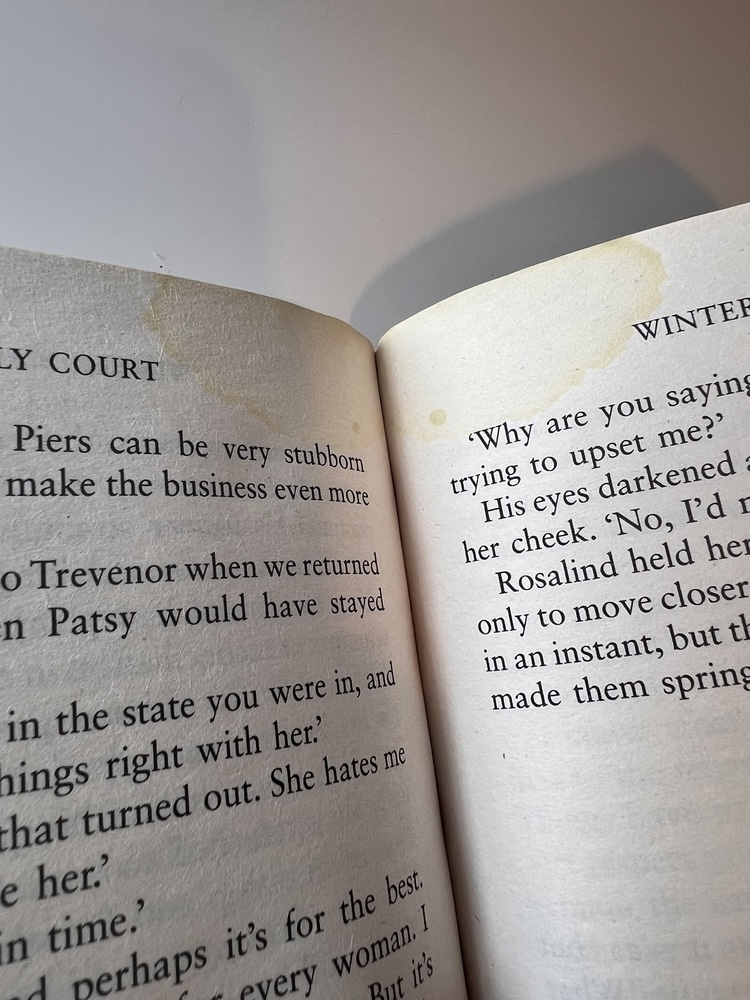 LY COURT
Piers can be very stubborn
make the business even more
o Trevenor when we returned
en Patsy would have stayed
in the state you were in, and
hings right with her.’
that turned out. She hates me
e her.’
in time.’
perhaps it’s for the best.
every woman. I
But it’s
WINTER
‘Why are you saying
trying to upset me?’
His eyes darkened a
her cheek. ‘No, I’d
Rosalind held her
only to move closer
in an instant, but th
made them spring